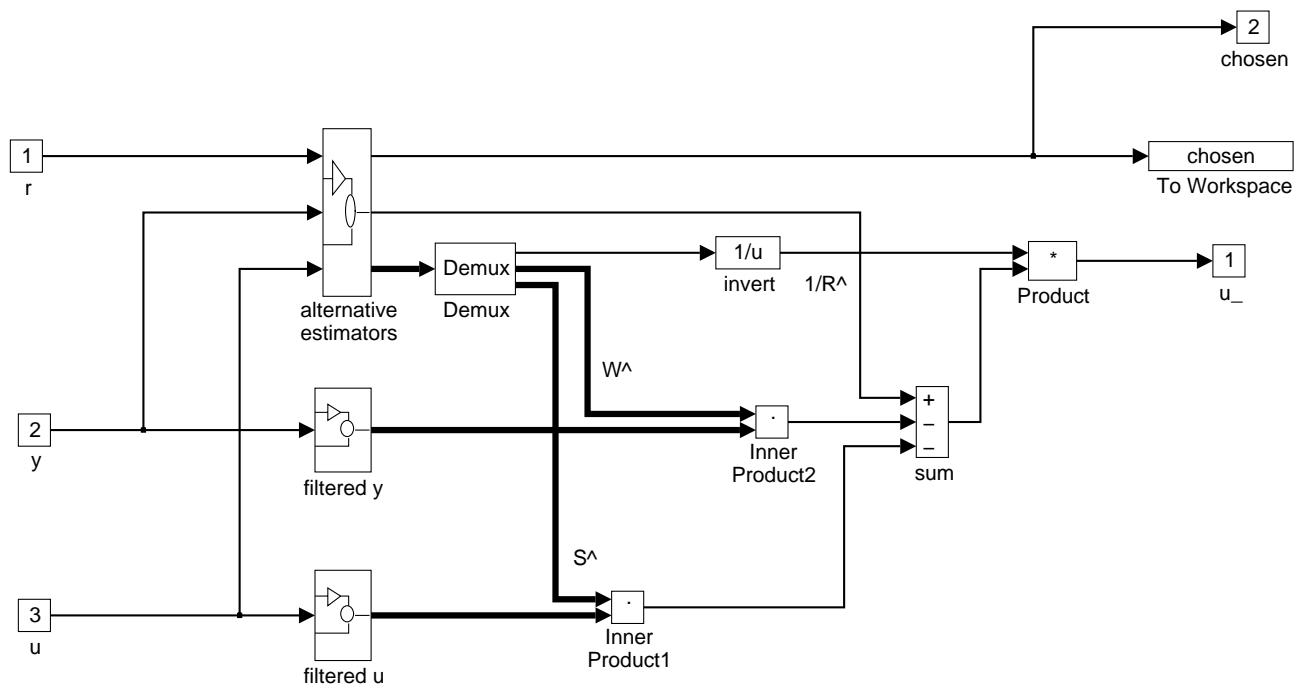 2
chosen
1
r
chosen
To Workspace
alternative
estimators
Demux
Demux
1/u
invert
1/R^
*
Product
1
u_
W^
2
y
filtered y
.
Inner
Product2
+
−
−
sum
S^
3
u
filtered u
.
Inner
Product1